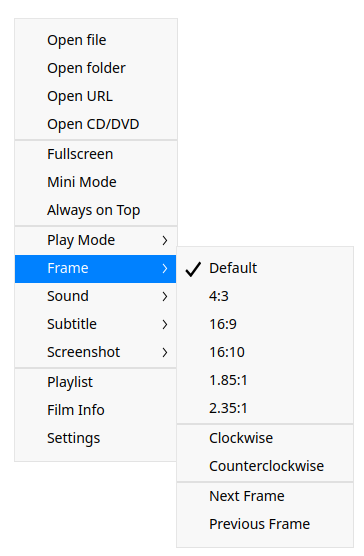 Open file
Open folder
Open URL
Open CD/DVD
Fullscreen
Mini Mode
Always on Top
Play Mode
Frame
Sound
Subtitle
Screenshot
Playlist
Film Info
Settings
Default
4:3
16:9
16:10
1.85:1
2.35:1
Clockwise
Counterclockwise
Next Frame
Previous Frame